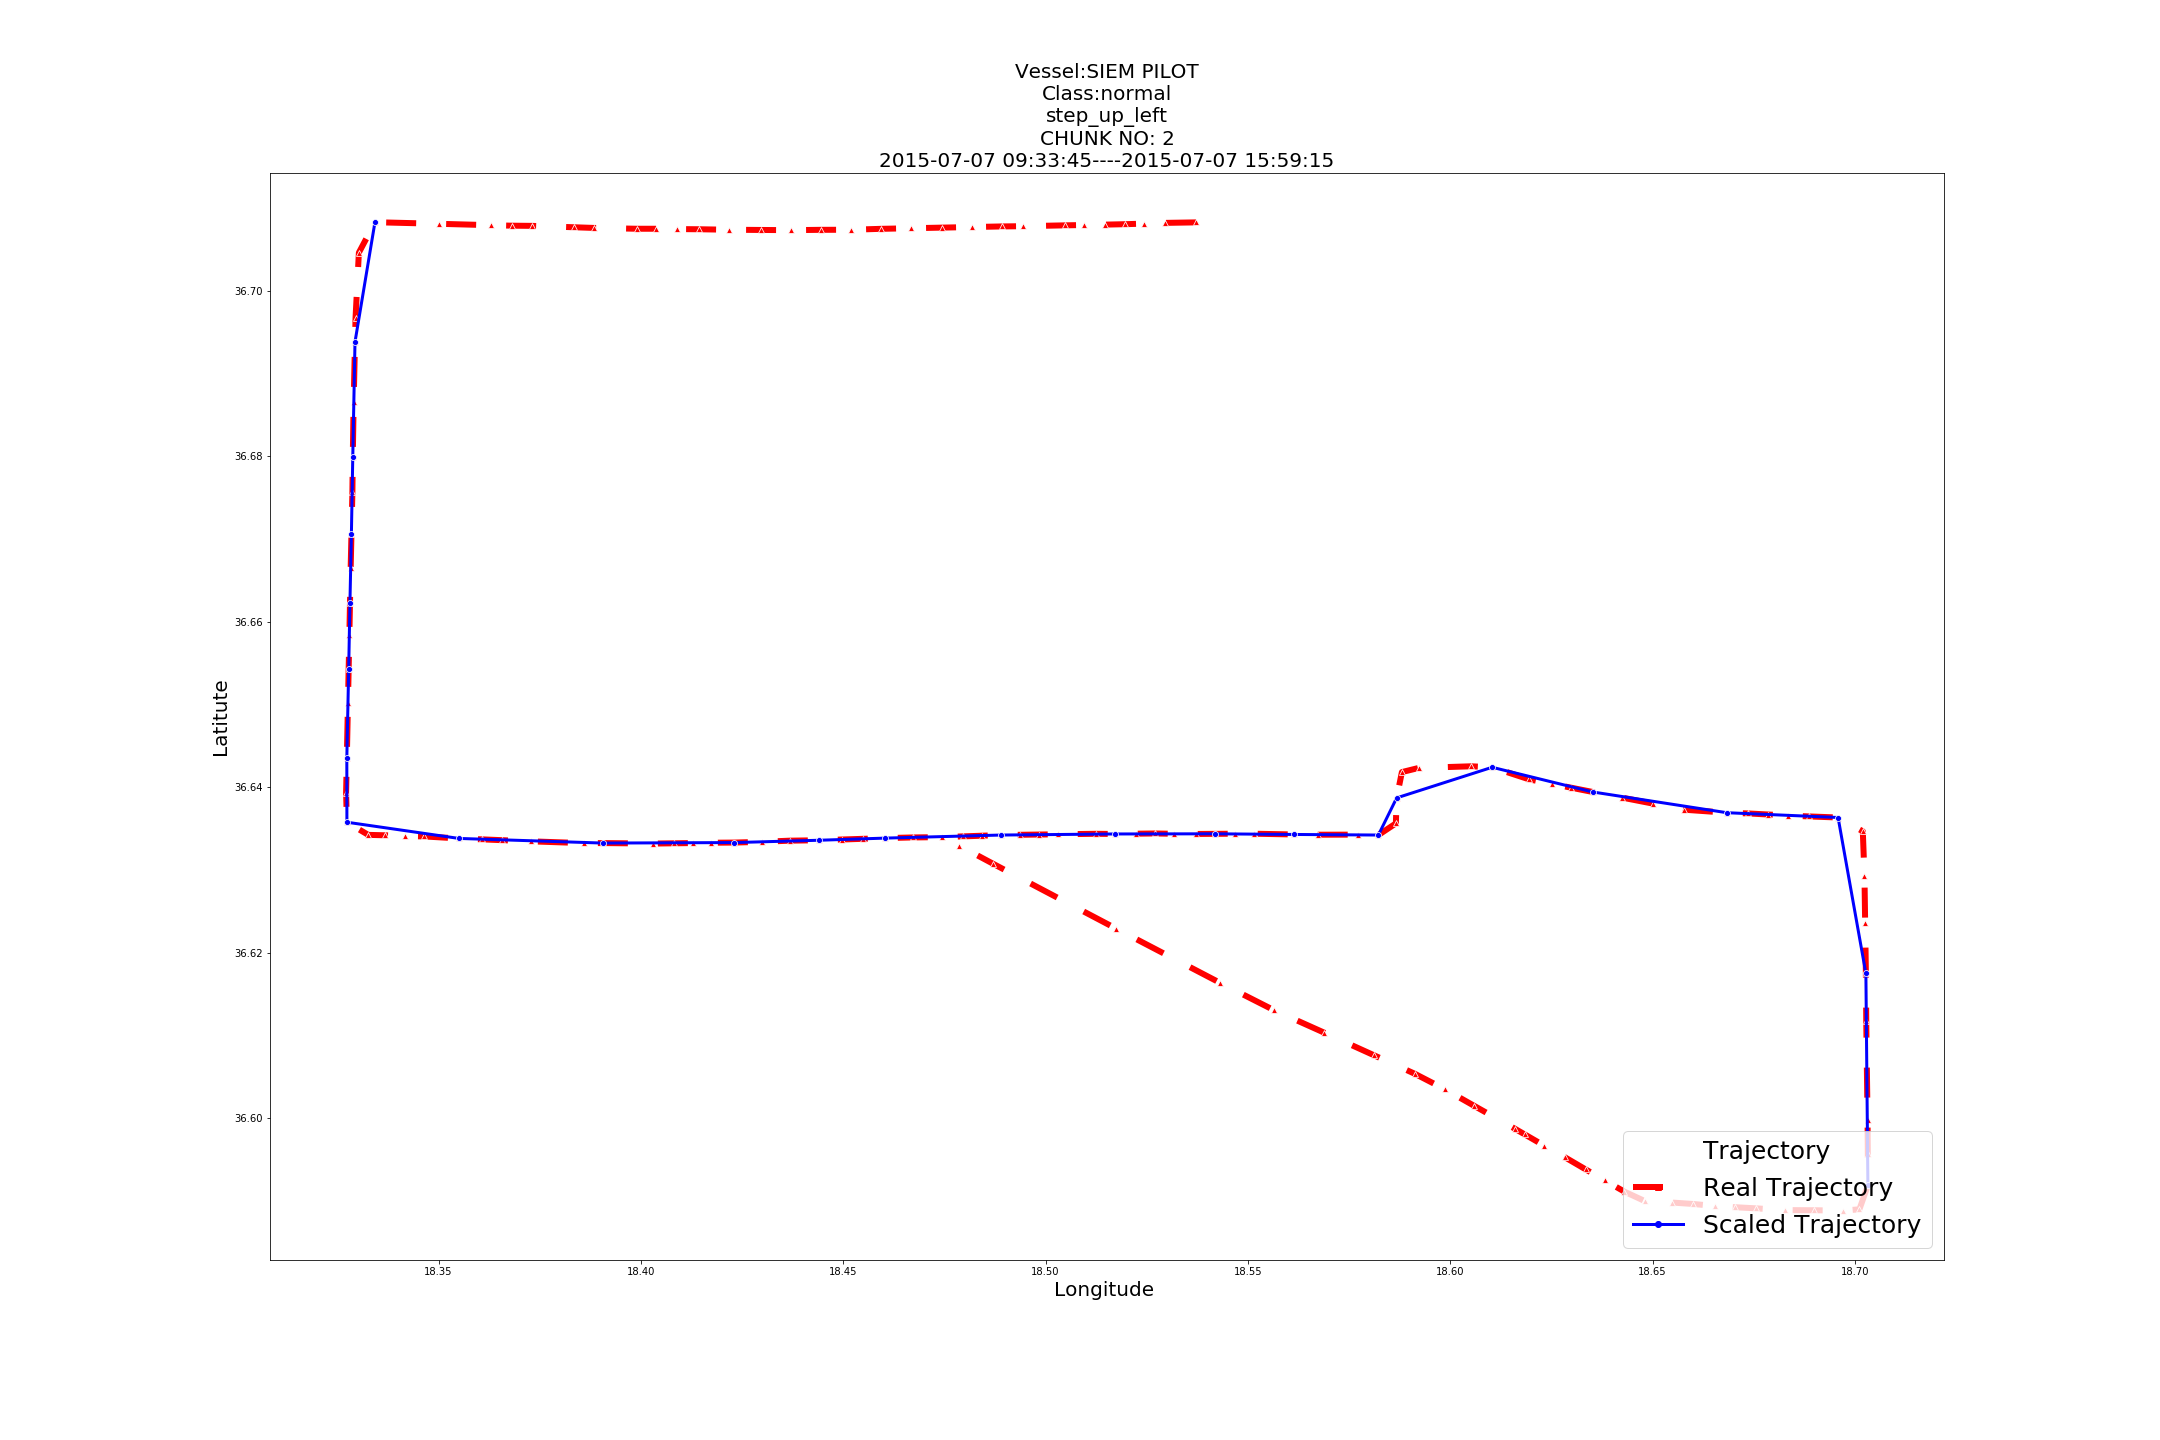 Vessel:SIEM PILOT
Class:normal
step_up_left
CHUNK NO: 2
2015-07-07 09:33:45----2015-07-07 15:59:15
36.70
36.68
36.66
36.64
36.62
36.60
Latitute
Trajectory
Real Trajectory
Scaled Trajectory
18.35
18.40
18.45
18.50
18.55
18.60
18.65
18.70
Longitude